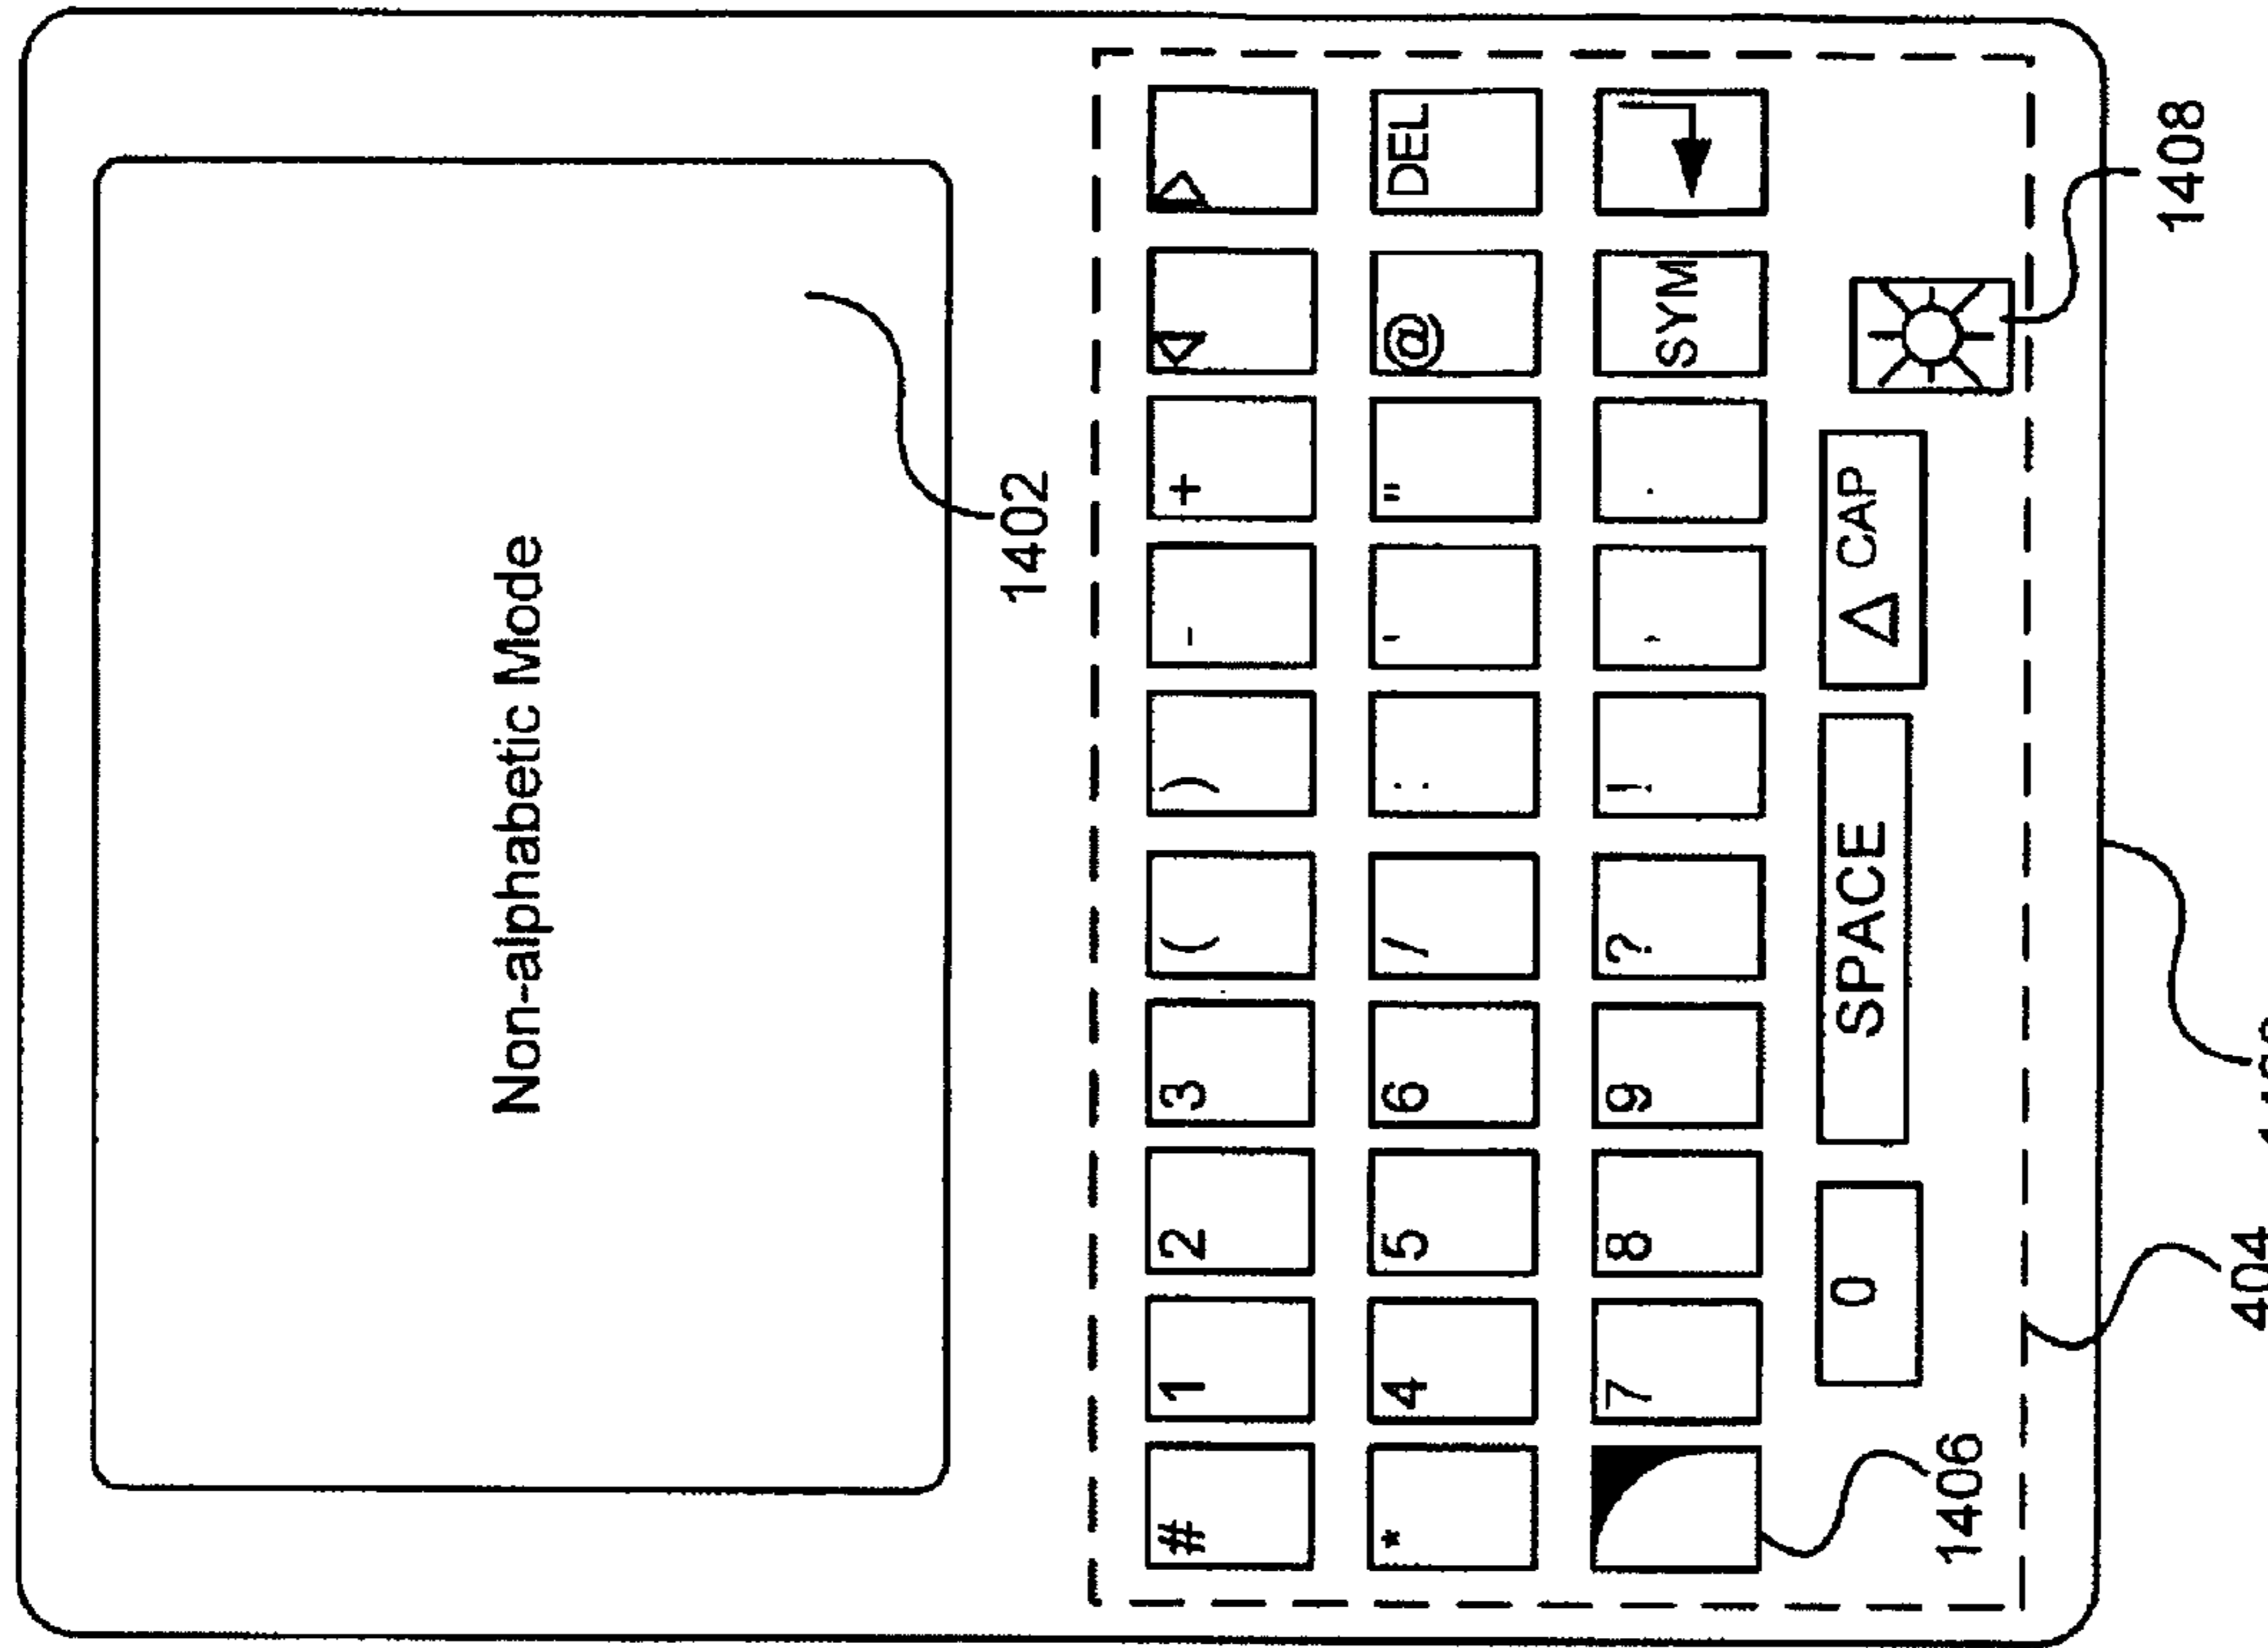 Non-alphabetic Mode
1402
# 1 2 3 ( ) - +
* 4 5 6 / : ' " @ DEL
7 8 9 ? ! , . SYM
0 SPACE CAP
1406
1408
404